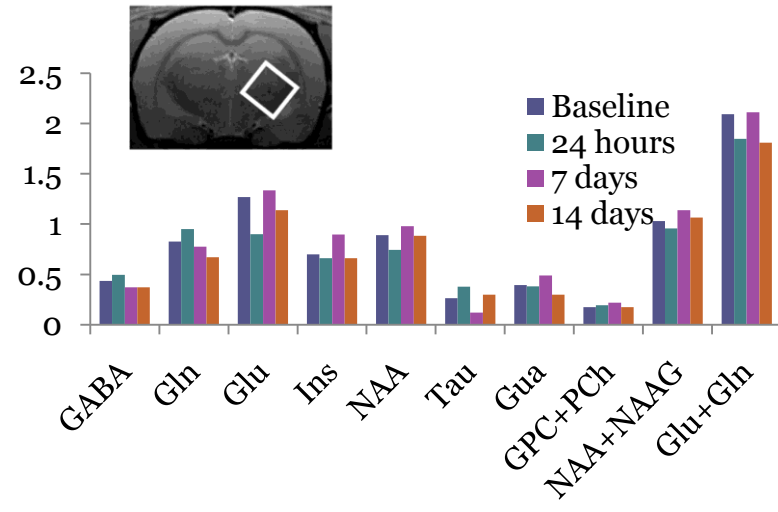 2.5
2
1.5
1
0.5
0
Baseline
24 hours
7 days
14 days
GABA
Gln
Glu
Ins
NAA
Tau
Gua
GPC+PCh
NAA+NAAG
Glu+Gln